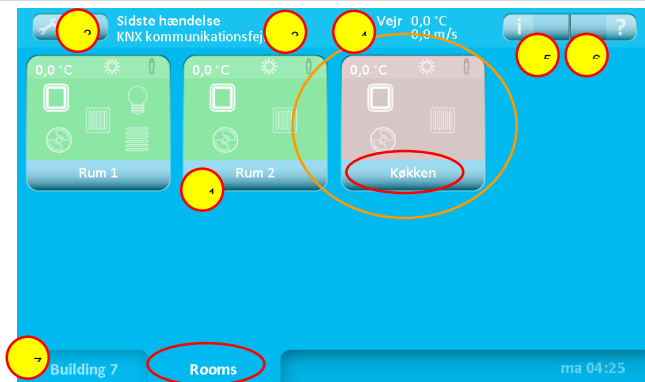 Sidste hændelse
KNX kommunikationsfej
Vejr 0,0 °C
0,0 m/s
i
?
0,0 °C
0,0 °C
0,0 °C
Rum 1
Rum 2
Køkken
Building 7
Rooms
ma 04:25